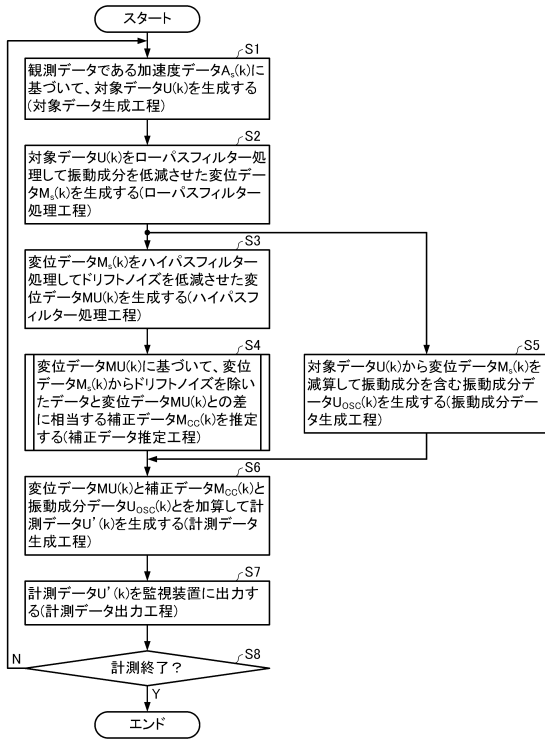 スタート
S1
観測データである加速度データAs(k)に
基づいて、対象データU(k)を生成する
(対象データ生成工程)
S2
対象データU(k)をローパスフィルター処
理して振動成分を低減させた変位デー
タMs(k)を生成する(ローパスフィルター
処理工程)
S3
変位データMs(k)をハイパスフィルター
処理してドリフトノイズを低減させた変
位データMU(k)を生成する(ハイパスフ
ィルター処理工程)
S4
変位データMU(k)に基づいて、変位
データMs(k)からドリフトノイズを除い
たデータと変位データMU(k)との差
に相当する補正データMCC(k)を推定
する(補正データ推定工程)
S5
対象データU(k)から変位データMs(k)を
減算して振動成分を含む振動成分デー
タUOSC(k)を生成する(振動成分デー
タ生成工程)
S6
変位データMU(k)と補正データMCC(k)と
振動成分データUOSC(k)とを加算して計
測データU'(k)を生成する(計測データ
生成工程)
S7
計測データU'(k)を監視装置に出力す
る(計測データ出力工程)
S8
計測終了？
N
Y
エンド